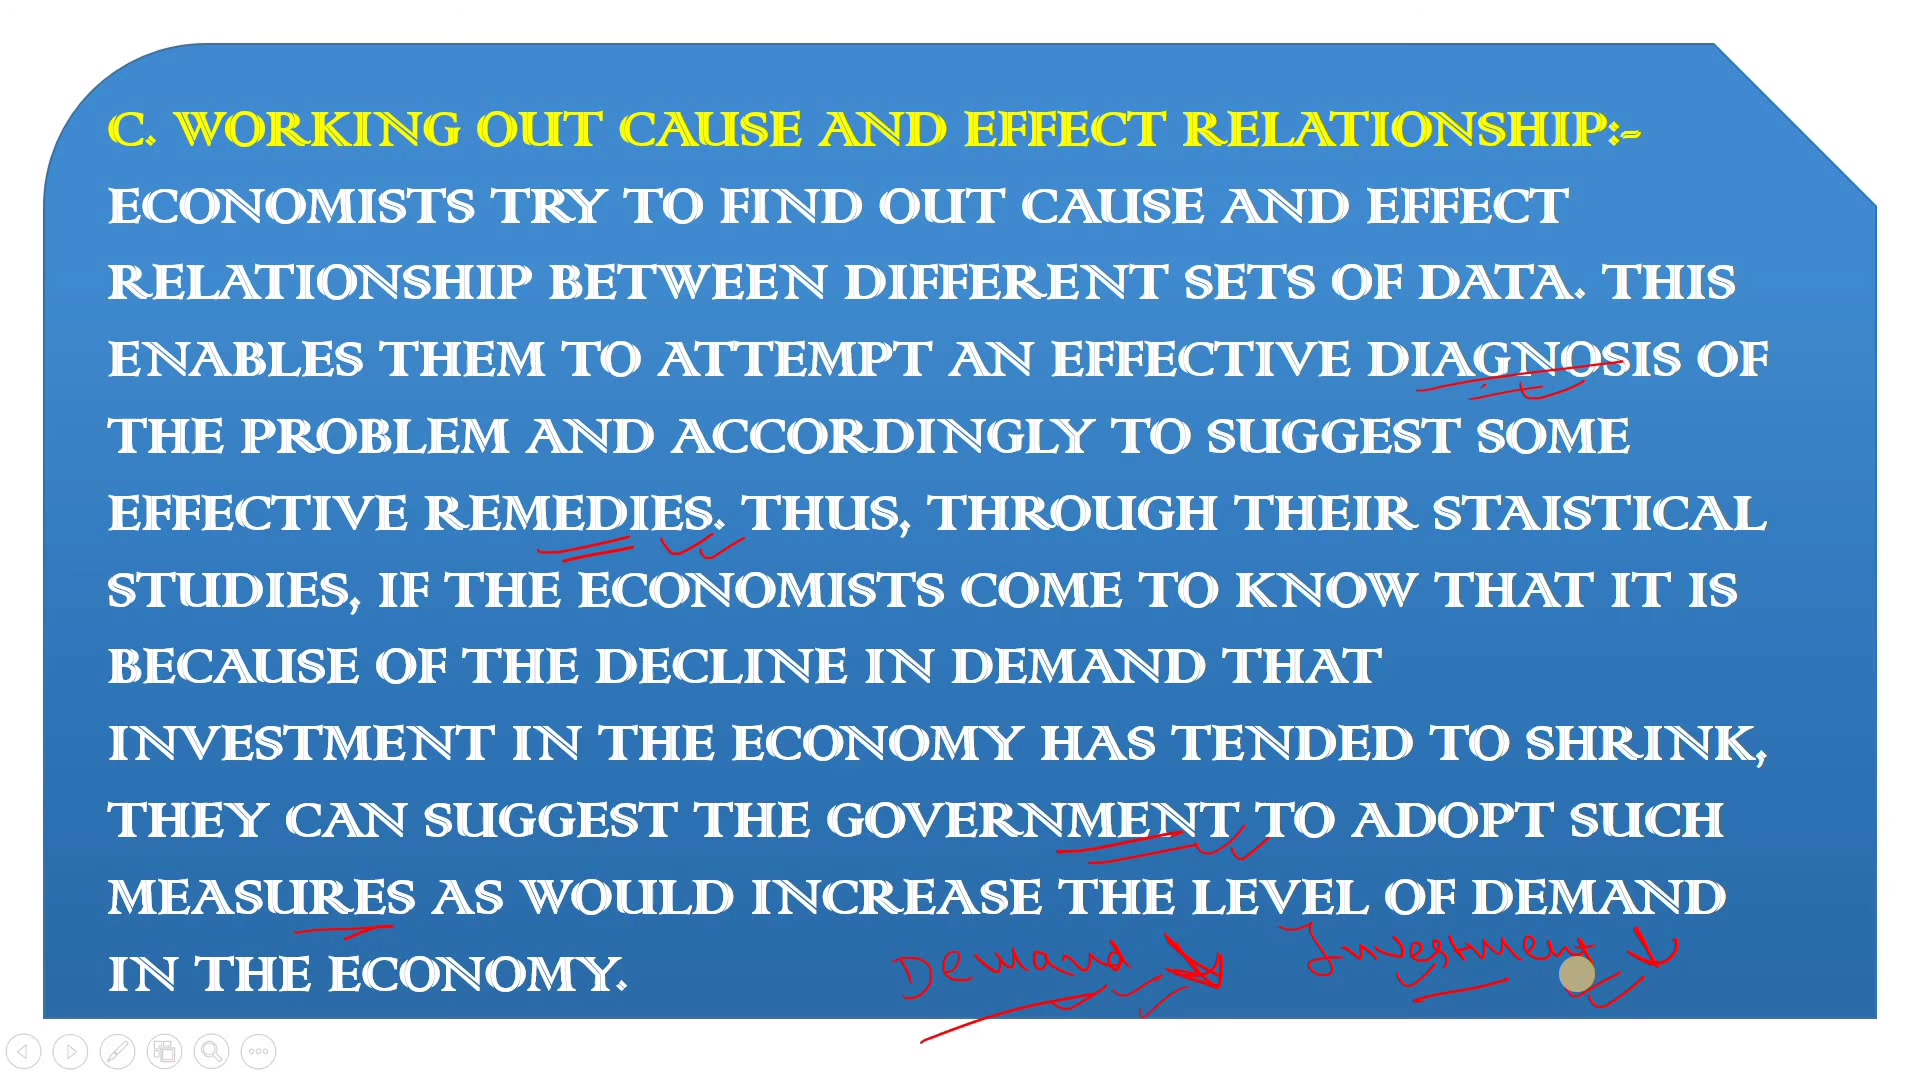 C. WORKING OUT CAUSE AND EFFECT RELATIONSHIP:-
ECONOMISTS TRY TO FIND OUT CAUSE AND EFFECT
RELATIONSHIP BETWEEN DIFFERENT SETS OF DATA. THIS
ENABLES THEM TO ATTEMPT AN EFFECTIVE DIAGNOSIS OF
THE PROBLEM AND ACCORDINGLY TO SUGGEST SOME
EFFECTIVE REMEDIES. THUS, THROUGH THEIR STAISTICAL
STUDIES, IF THE ECONOMISTS COME TO KNOW THAT IT IS
BECAUSE OF THE DECLINE IN DEMAND THAT
INVESTMENT IN THE ECONOMY HAS TENDED TO SHRINK,
THEY CAN SUGGEST THE GOVERNMENT TO ADOPT SUCH
MEASURES AS WOULD INCREASE THE LEVEL OF DEMAND
IN THE ECONOMY.
Demand ↓ Investment ↓